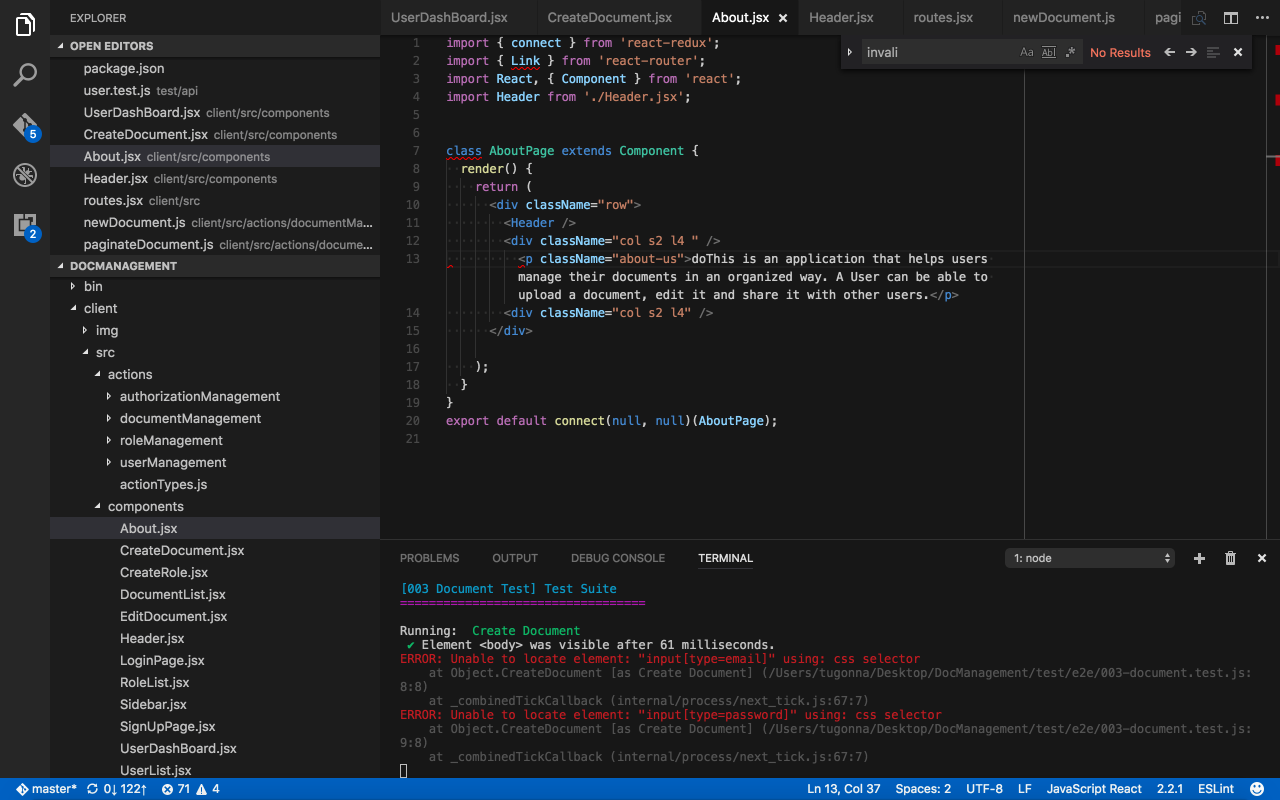 EXPLORER
OPEN EDITORS
package.json
user.test.js test/api
UserDashBoard.jsx client/src/components
CreateDocument.jsx client/src/components
About.jsx client/src/components
Header.jsx client/src/components
routes.jsx client/src
newDocument.js client/src/actions/documentMa...
paginateDocument.js client/src/actions/docume...
DOCMANAGEMENT
bin
client
img
src
actions
authorizationManagement
documentManagement
roleManagement
userManagement
actionTypes.js
components
About.jsx
CreateDocument.jsx
CreateRole.jsx
DocumentList.jsx
EditDocument.jsx
Header.jsx
LoginPage.jsx
RoleList.jsx
Sidebar.jsx
SignUpPage.jsx
UserDashBoard.jsx
UserList.jsx
5
2
UserDashBoard.jsx CreateDocument.jsx About.jsx Header.jsx routes.jsx newDocument.js pagi
invali Aa Abl .* No Results
1 import { connect } from 'react-redux';
2 import { Link } from 'react-router';
3 import React, { Component } from 'react';
4 import Header from './Header.jsx';
5
6
7 class AboutPage extends Component {
8 render() {
9 return (
10 <div className="row">
11 <Header />
12 <div className="col s2 l4 " />
13 <p className="about-us">doThis is an application that helps users
manage their documents in an organized way. A User can be able to
upload a document, edit it and share it with other users.</p>
14 <div className="col s2 l4" />
15 </div>
16
17 );
18 }
19 }
20 export default connect(null, null)(AboutPage);
21
PROBLEMS OUTPUT DEBUG CONSOLE TERMINAL 1: node
[003 Document Test] Test Suite
==================================
Running: Create Document
✔ Element <body> was visible after 61 milliseconds.
ERROR: Unable to locate element: "input[type=email]" using: css selector
at Object.CreateDocument [as Create Document] (/Users/tugonna/Desktop/DocManagement/test/e2e/003-document.test.js:
8:8)
at _combinedTickCallback (internal/process/next_tick.js:67:7)
ERROR: Unable to locate element: "input[type=password]" using: css selector
at Object.CreateDocument [as Create Document] (/Users/tugonna/Desktop/DocManagement/test/e2e/003-document.test.js:
9:8)
at _combinedTickCallback (internal/process/next_tick.js:67:7)
master* 0↓ 122↑ 71 4 Ln 13, Col 37 Spaces: 2 UTF-8 LF JavaScript React 2.2.1 ESLint